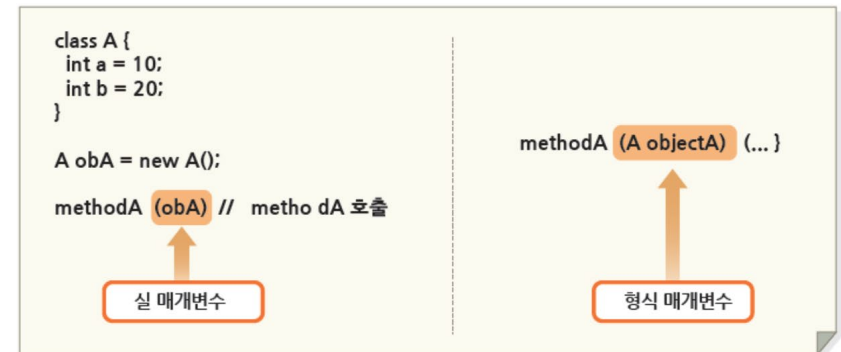 class A {
int a = 10;
int b = 20;
}
A obA = new A();
methodA (obA) // metho dA 호출
실 매개변수
methodA (A objectA) (... }
형식 매개변수